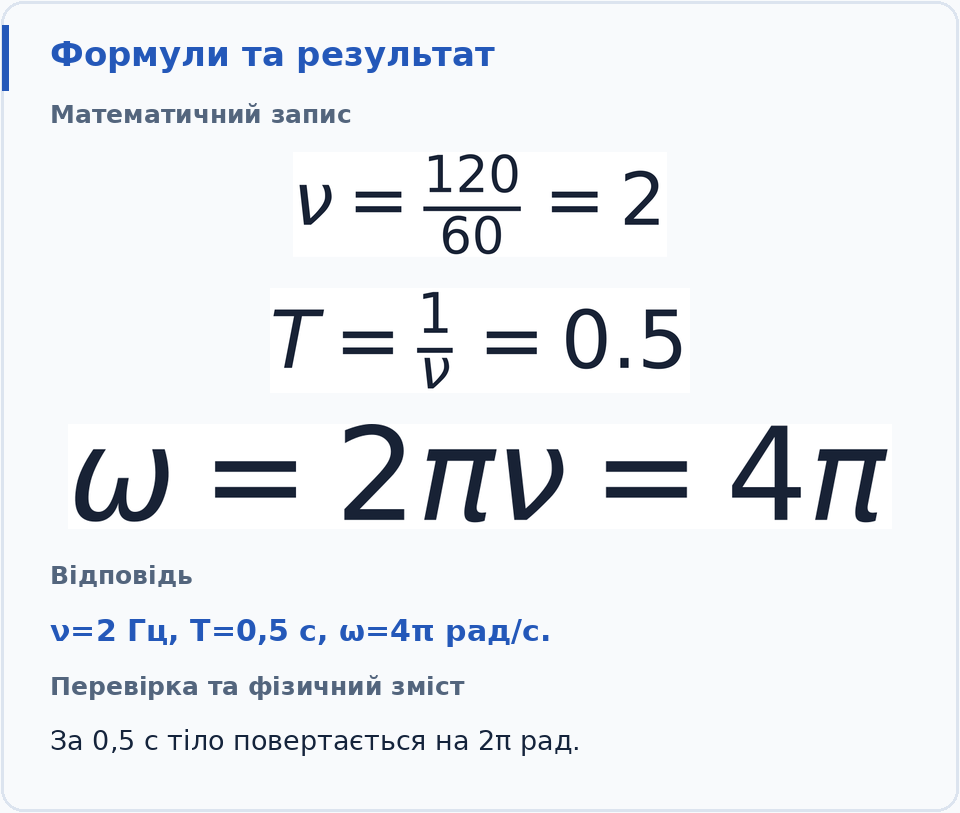 Формули та результат
Математичний запис
ν = 120/60 = 2
T = 1/ν = 0.5
ω = 2πν = 4π
Відповідь
ν=2 Гц, T=0,5 с, ω=4π рад/с.
Перевірка та фізичний зміст
За 0,5 с тіло повертається на 2π рад.